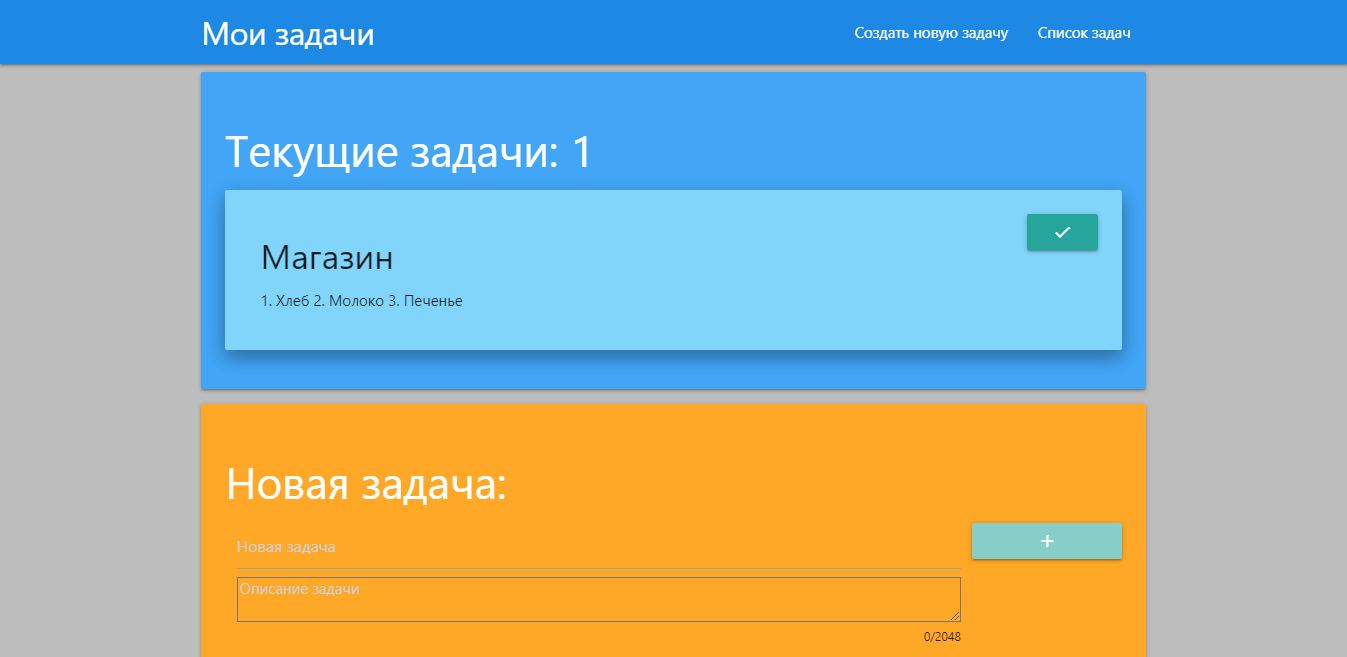 Мои задачи
Создать новую задачу
Список задач
Текущие задачи: 1
Магазин
1. Хлеб 2. Молоко 3. Печенье
Новая задача:
Новая задача
Описание задачи
0/2048